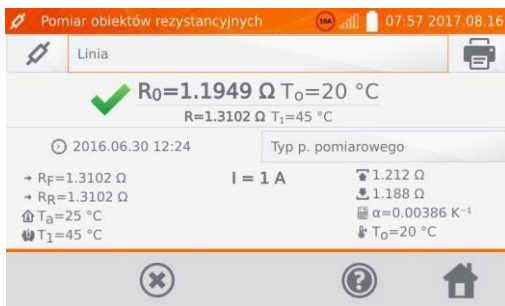 Pomiar obiektów rezystancyjnych 10A 07:57 2017.08.16
Linia
R0=1.1949 Ω To=20 °C
R=1.3102 Ω T1=45 °C
2016.06.30 12:24 Typ p. pomiarowego
RF=1.3102 Ω I = 1 A 1.212 Ω
RR=1.3102 Ω 1.188 Ω
Ta=25 °C α=0.00386 K⁻¹
T1=45 °C To=20 °C